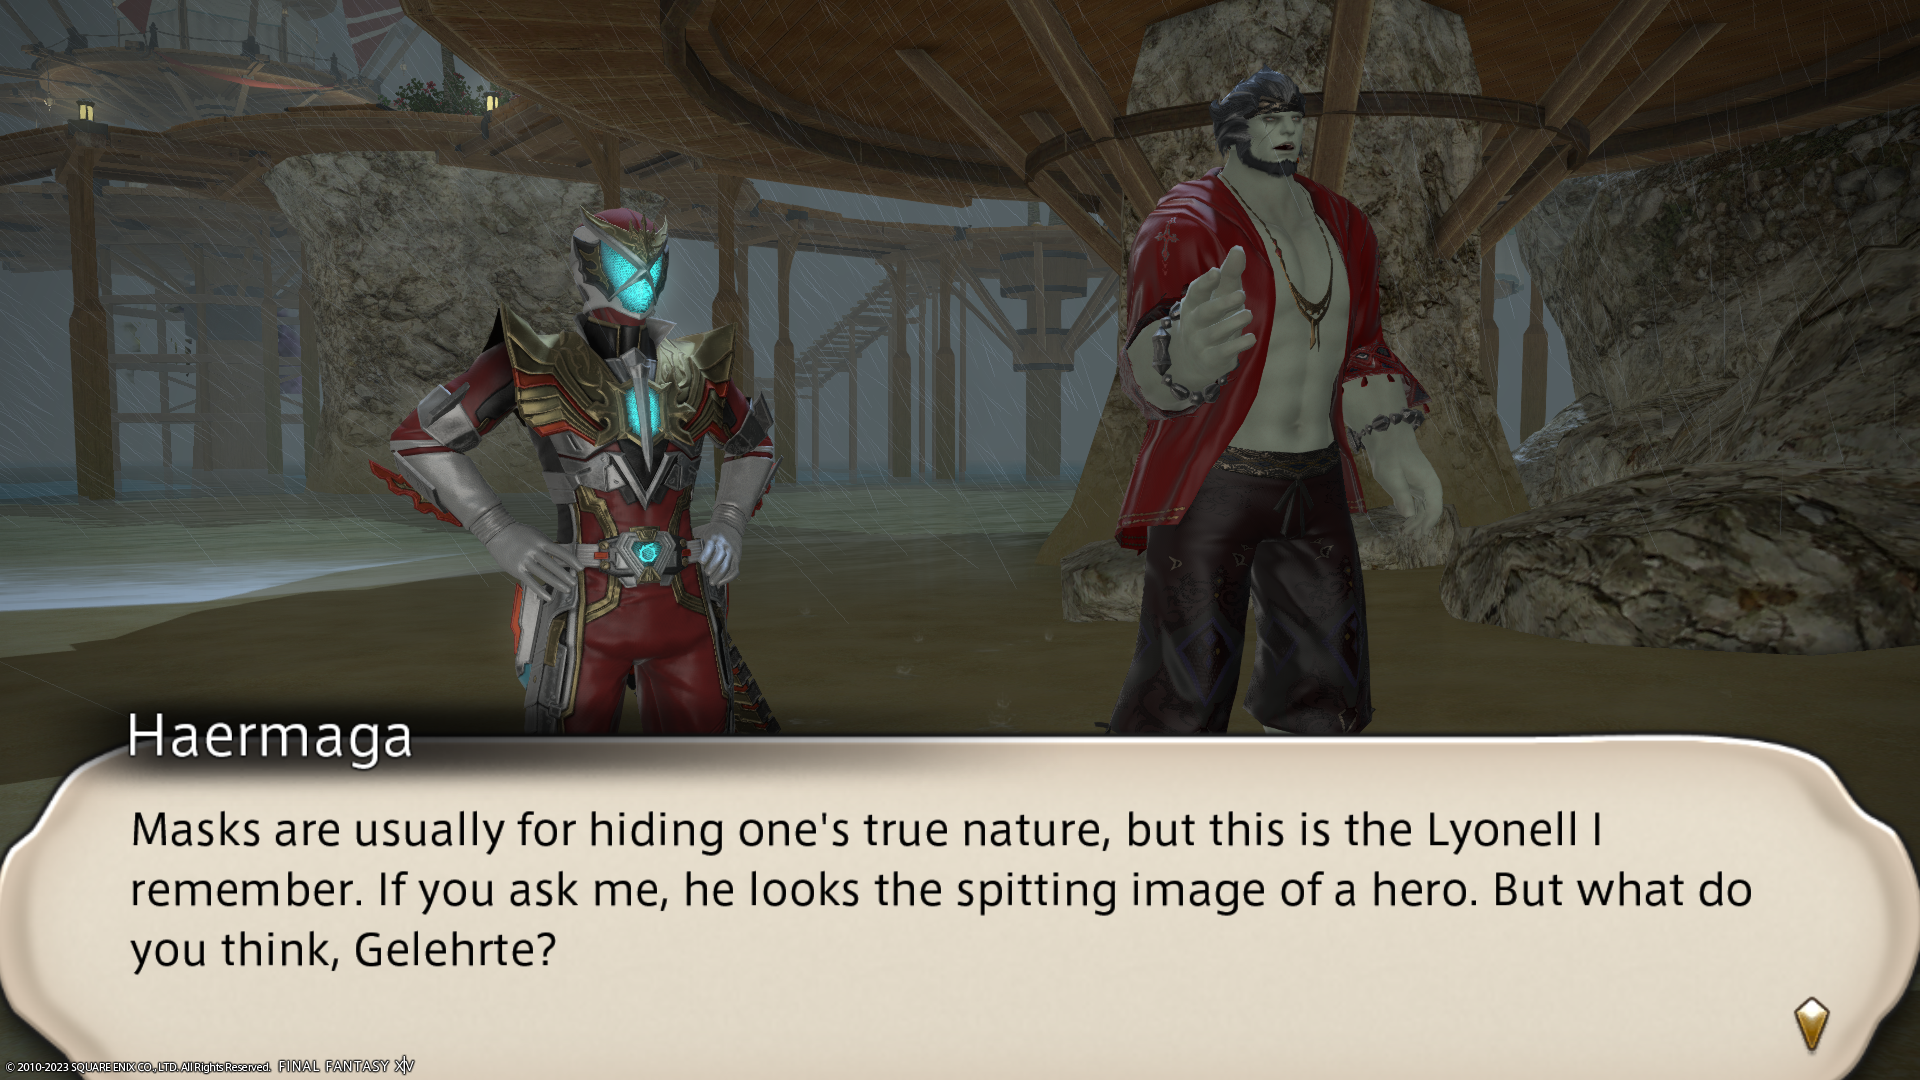 Haermaga
Masks are usually for hiding one's true nature, but this is the Lyonell I
remember. If you ask me, he looks the spitting image of a hero. But what do
you think, Gelehrte?
© 2010-2023 SQUARE ENIX CO., LTD. All Rights Reserved. FINAL FANTASY XIV